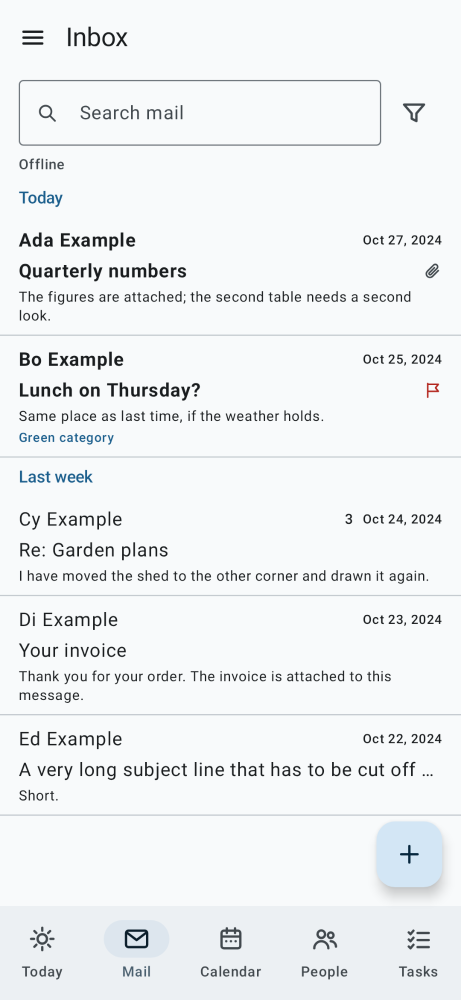 Inbox
Search mail
Offline
Today
Ada Example Oct 27, 2024
Quarterly numbers
The figures are attached; the second table needs a second
look.
Bo Example Oct 25, 2024
Lunch on Thursday?
Same place as last time, if the weather holds.
Green category
Last week
Cy Example 3 Oct 24, 2024
Re: Garden plans
I have moved the shed to the other corner and drawn it again.
Di Example Oct 23, 2024
Your invoice
Thank you for your order. The invoice is attached to this
message.
Ed Example Oct 22, 2024
A very long subject line that has to be cut off …
Short.
Today Mail Calendar People Tasks